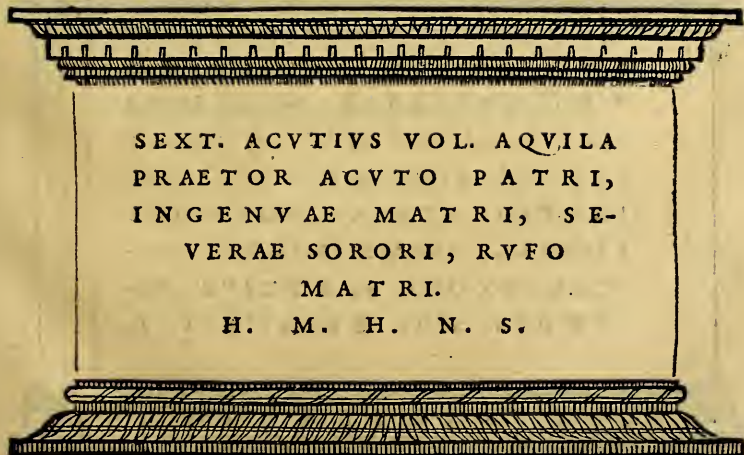 SEXT. ACVTIVS VOL. AQVILA
PRAETOR ACVTO PATRI,
INGENVAE MATRI, SE-
VERAE SORORI, RVFO
MATRI.
H. M. H. N. S.